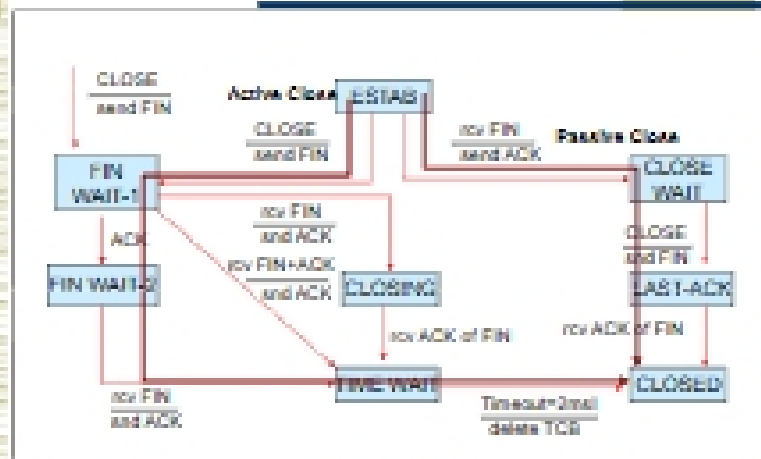 CLOSE
send FIN
Active Close
ESTAB
CLOSE
send FIN
rcv FIN
send ACK
Passive Close
FIN
WAIT-1
CLOSE
WAIT
rcv FIN
snd ACK
ACK
CLOSE
snd FIN
rcv FIN+ACK
snd ACK
FIN WAIT-2
CLOSING
LAST-ACK
rcv ACK of FIN
rcv ACK of FIN
TIME WAIT
CLOSED
rcv FIN
snd ACK
Timeout=2msl
delete TCB